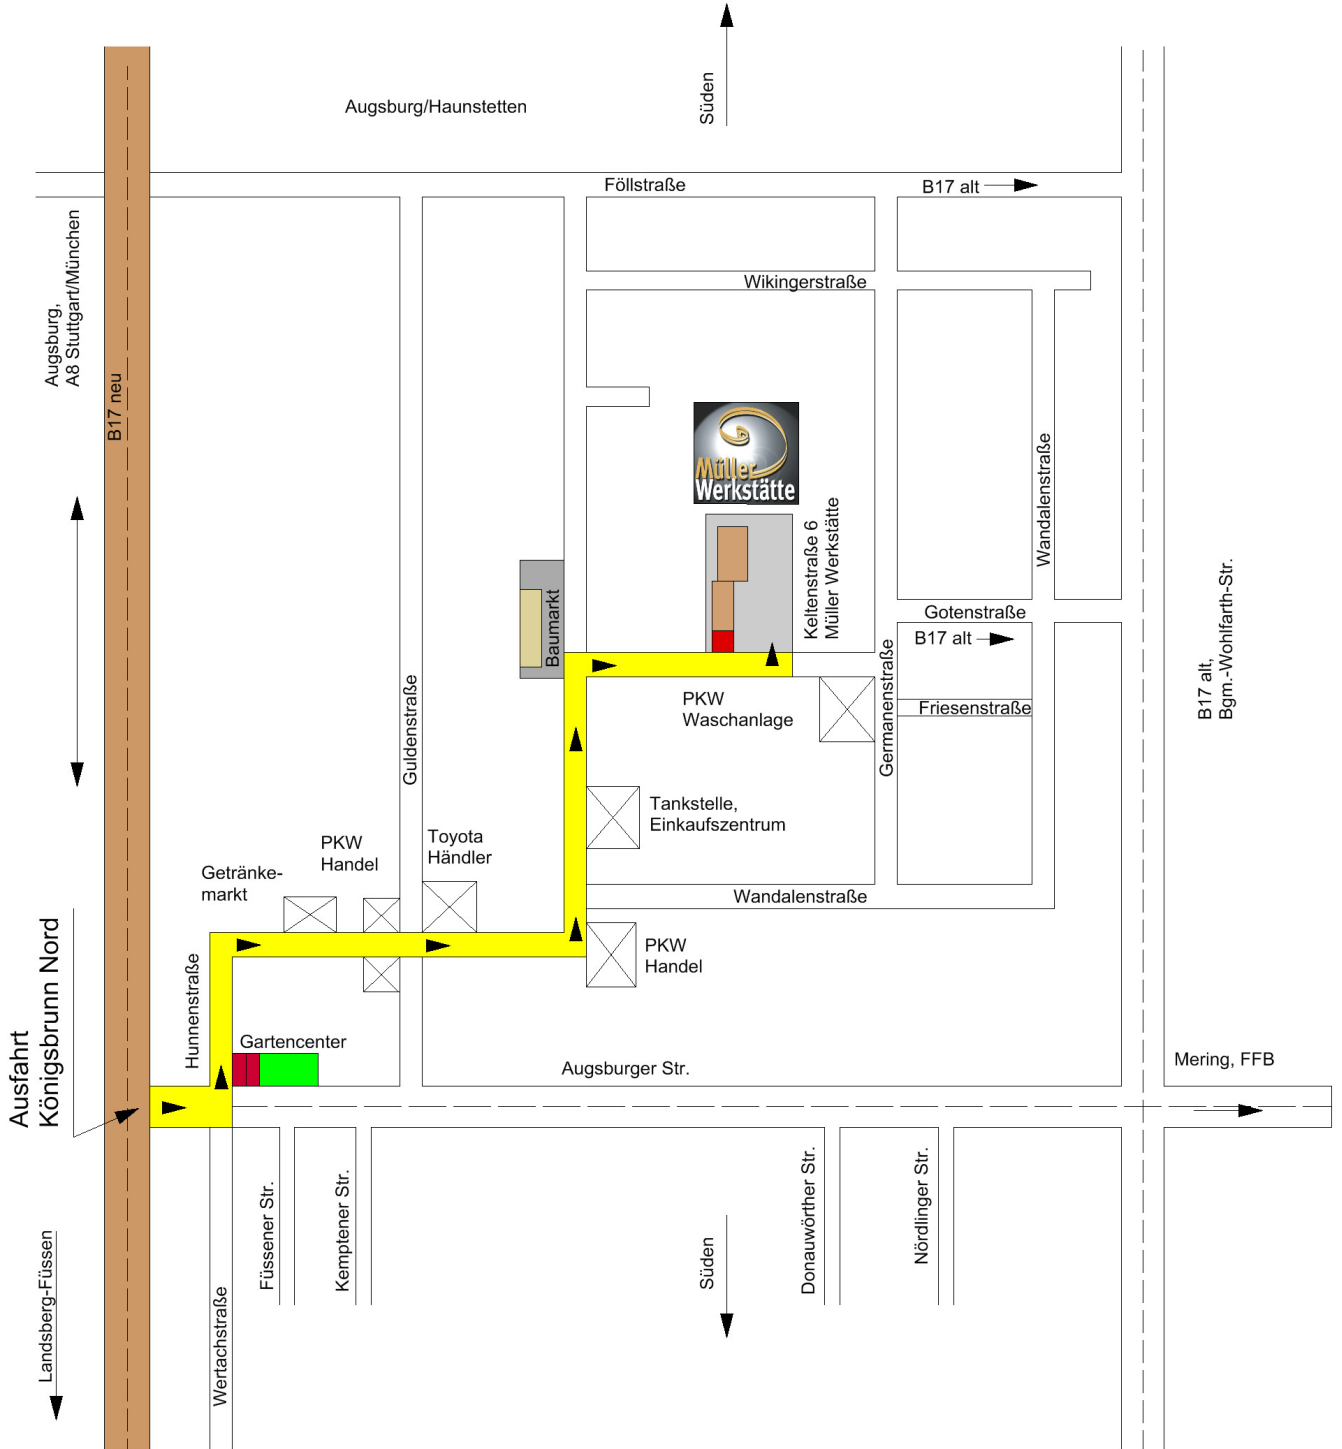 Süden
Augsburg/Haunstetten
Föllstraße
B17 alt
Augsburg,
A8 Stuttgart/München
Wikingerstraße
B17 neu
Müller
Werkstätte
Keltenstraße 6
Müller Werkstätte
Wandalenstraße
Baumarkt
Gotenstraße
B17 alt
B17 alt,
Bgm.-Wohlfarth-Str.
Guldenstraße
PKW
Waschanlage
Germanenstraße
Friesenstraße
Tankstelle,
Einkaufszentrum
PKW
Handel
Toyota
Händler
Getränke-
markt
Wandalenstraße
PKW
Handel
Ausfahrt
Königsbrunn Nord
Hunnenstraße
Gartencenter
Augsburger Str.
Mering, FFB
Landsberg-Füssen
Wertachstraße
Füssener Str.
Kemptener Str.
Süden
Donauwörther Str.
Nördlinger Str.